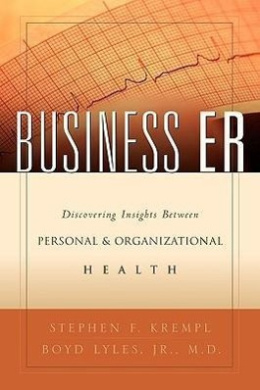 BUSINESS ER
Discovering Insights Between
PERSONAL & ORGANIZATIONAL
HEALTH
STEPHEN F. KREMPL
BOYD LYLES, JR., M.D.